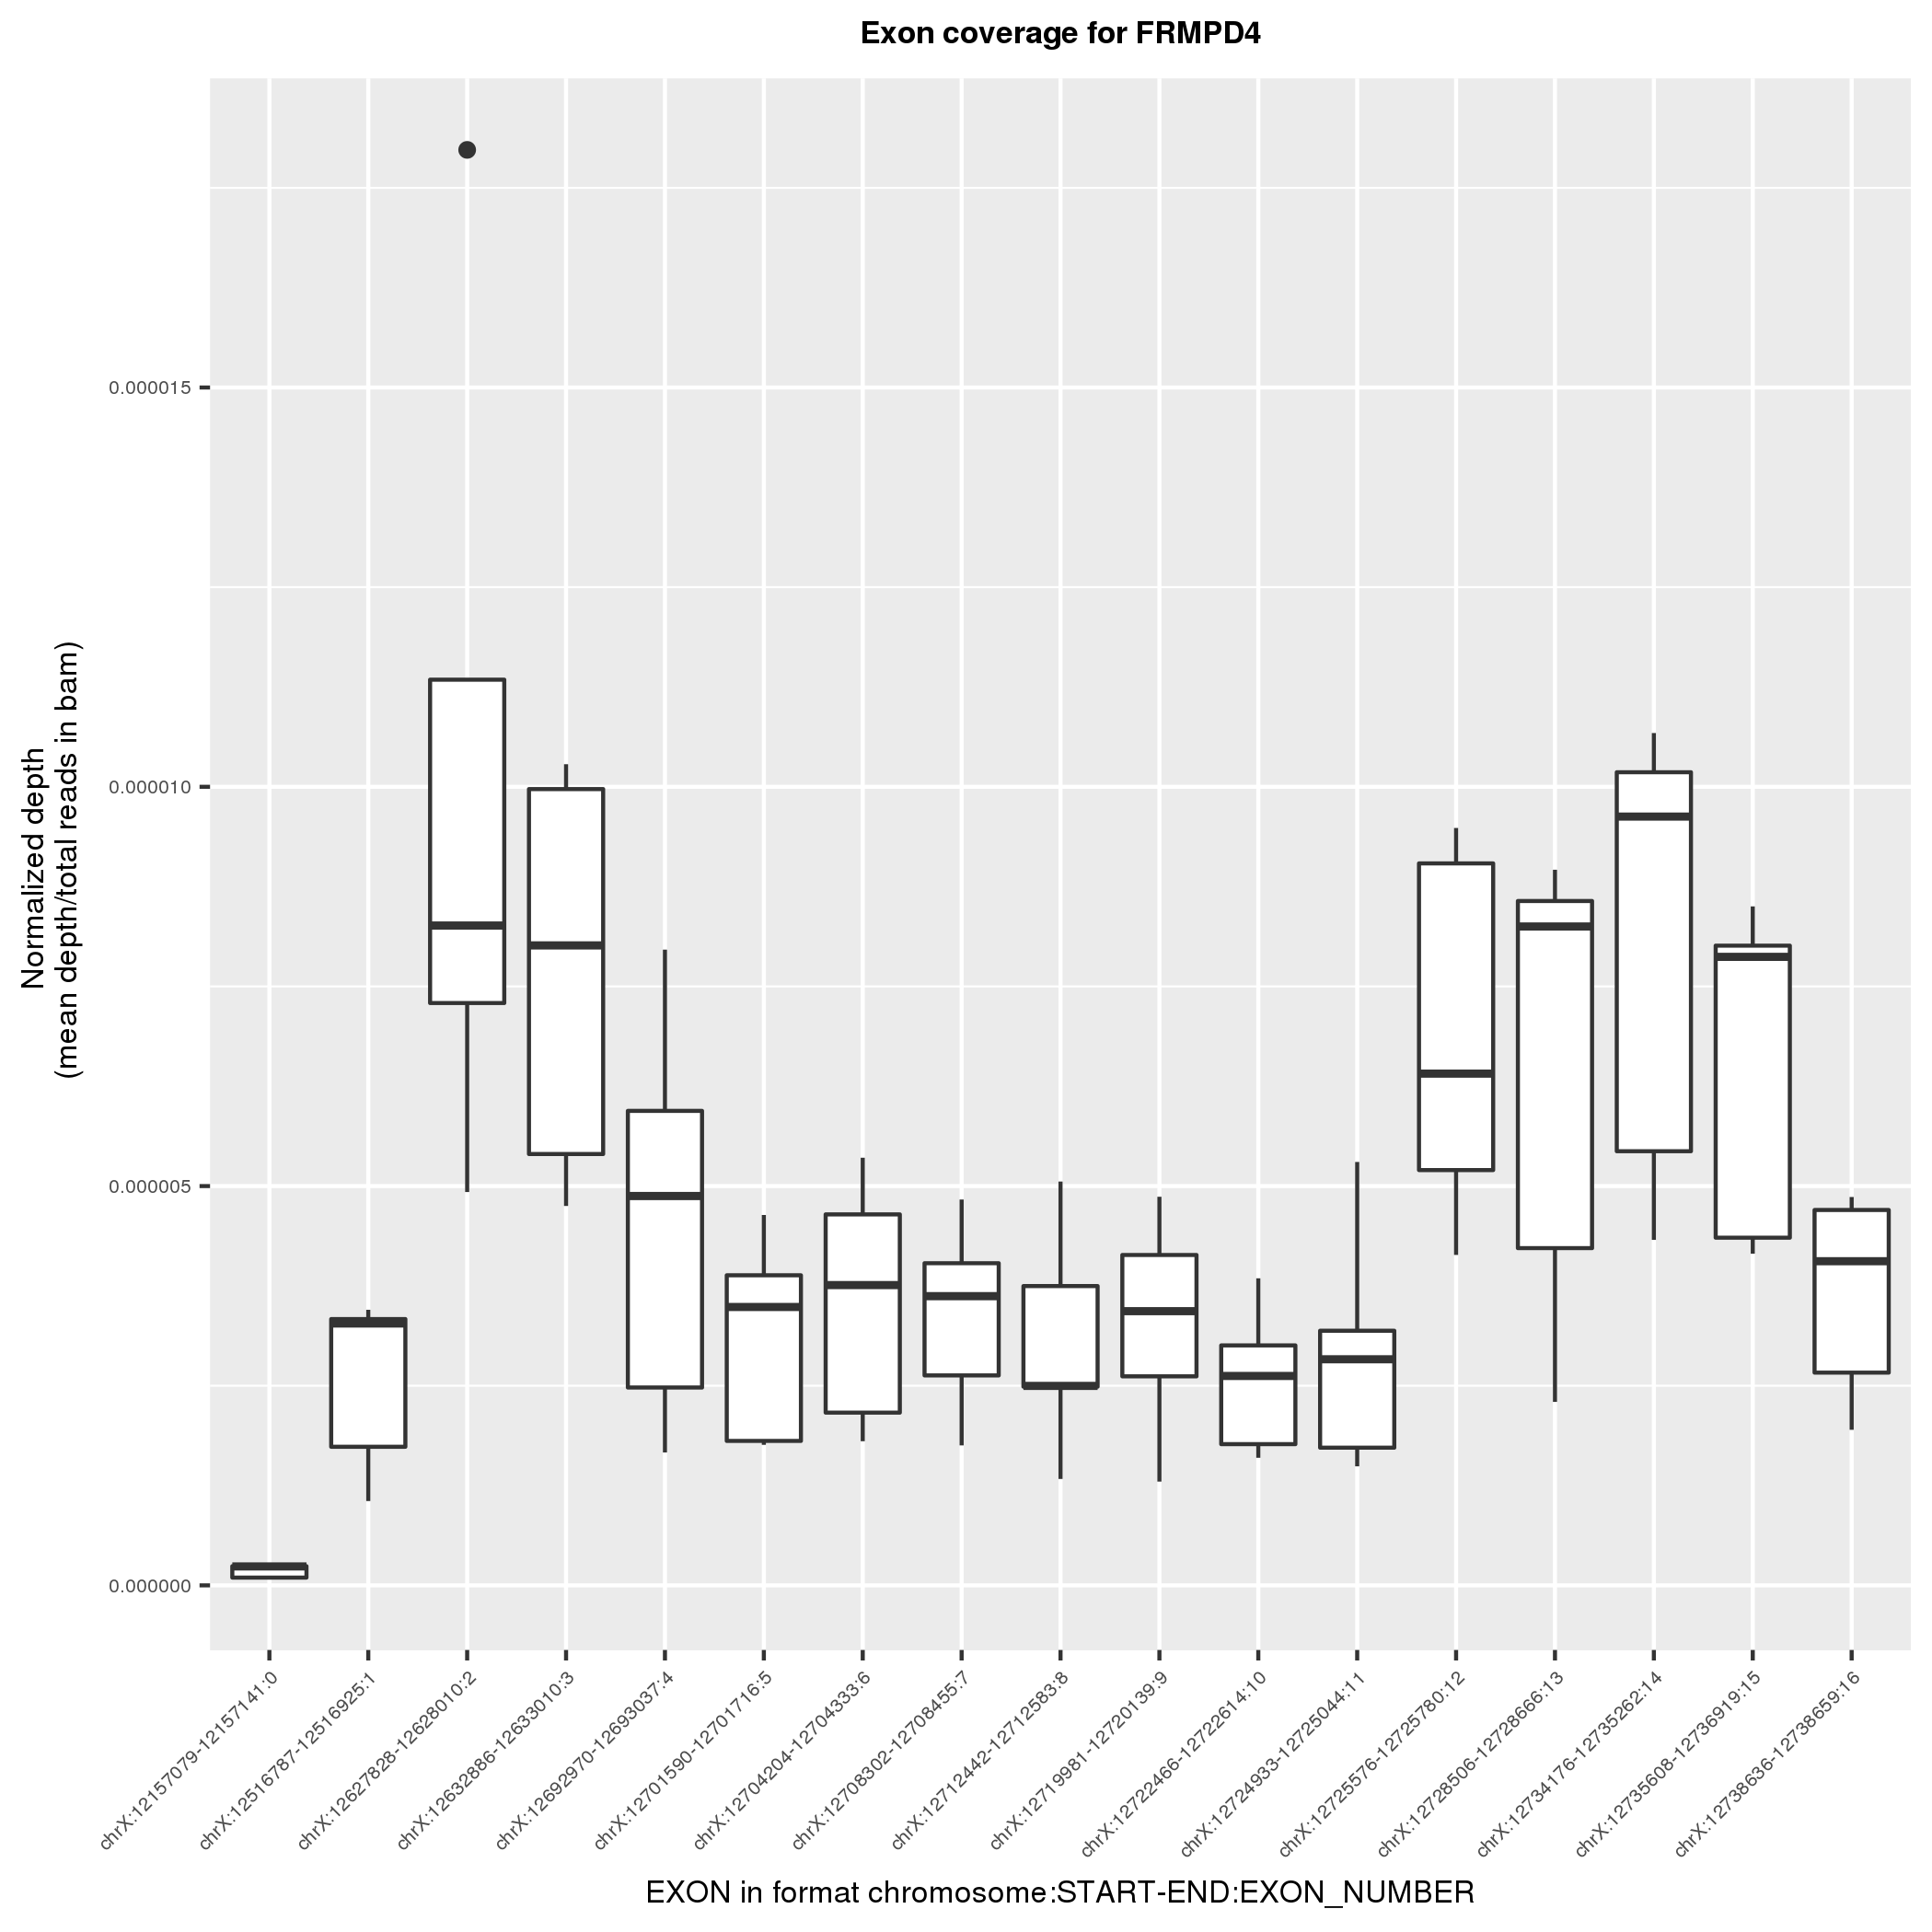 Exon coverage for FRMPD4
Normalized depth
(mean depth/total reads in bam)
0.000015
0.000010
0.000005
0.000000
chrX:12157079-12157141:0
chrX:12516787-12516925:1
chrX:12627828-12628010:2
chrX:12632886-12633010:3
chrX:12692970-12693037:4
chrX:12701590-12701716:5
chrX:12704204-12704333:6
chrX:12708302-12708455:7
chrX:12712442-12712583:8
chrX:12719981-12720139:9
chrX:12722466-12722614:10
chrX:12724933-12725044:11
chrX:12725576-12725780:12
chrX:12728506-12728666:13
chrX:12734176-12735262:14
chrX:12735608-12736919:15
chrX:12738636-12738659:16
EXON in format chromosome:START-END:EXON_NUMBER